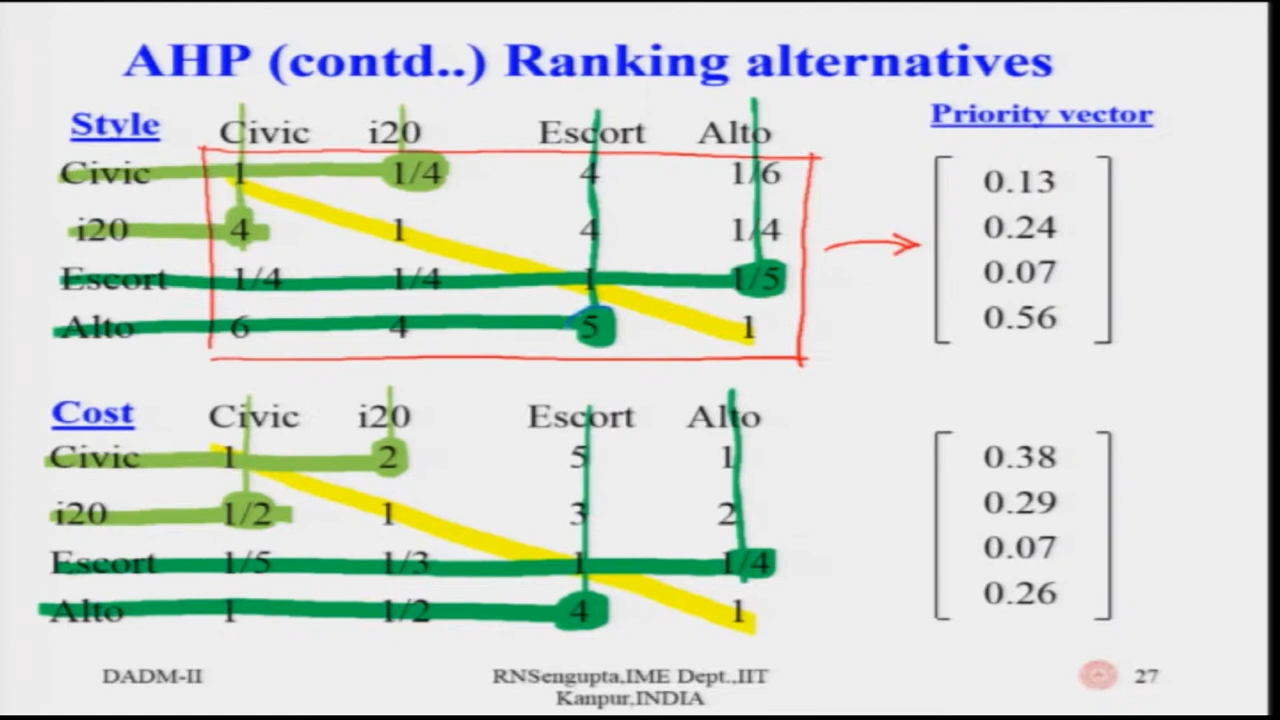 AHP (contd..) Ranking alternatives
Style Civic i20 Escort Alto Priority vector
Civic 1 1/4 4 1/6 0.13
i20 4 1 4 1/4 0.24
Escort 1/4 1/4 1 1/5 0.07
Alto 6 4 5 1 0.56
Cost Civic i20 Escort Alto
Civic 1 2 5 1 0.38
i20 1/2 1 3 2 0.29
Escort 1/5 1/3 1 1/4 0.07
Alto 1 1/2 4 1 0.26
DADM-II RNSengupta,IME Dept.,IIT 27
Kanpur,INDIA